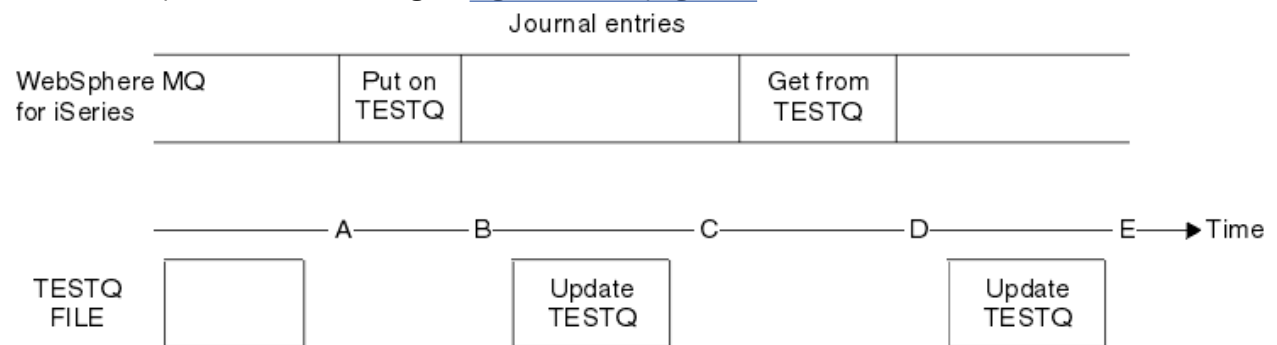 Journal entries
WebSphere MQ
for iSeries
Put on
TESTQ
Get from
TESTQ
A
B
C
D
E
Time
TESTQ
FILE
Update
TESTQ
Update
TESTQ